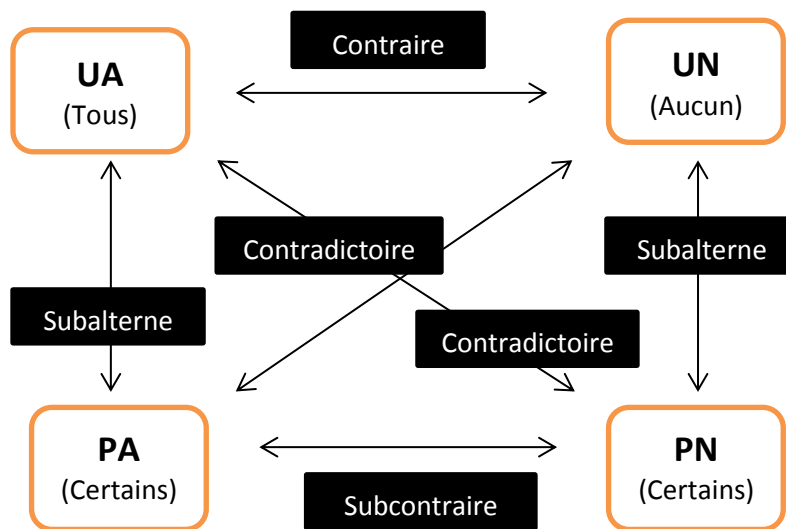 Contraire
UA
(Tous)
UN
(Aucun)
Contradictoire
Subalterne
Subalterne
Contradictoire
PA
(Certains)
PN
(Certains)
Subcontraire